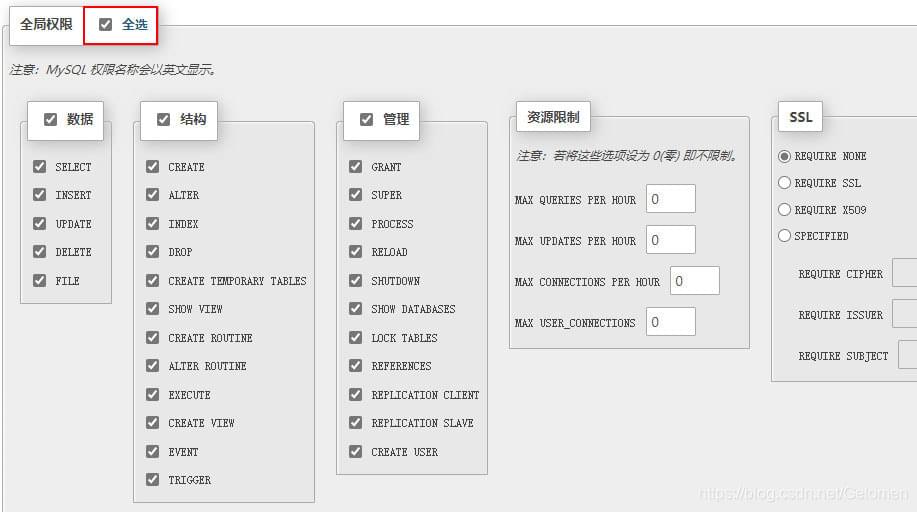 全局权限 全选
注意：MySQL 权限名称会以英文显示。
数据
SELECT
INSERT
UPDATE
DELETE
FILE
结构
CREATE
ALTER
INDEX
DROP
CREATE TEMPORARY TABLES
SHOW VIEW
CREATE ROUTINE
ALTER ROUTINE
EXECUTE
CREATE VIEW
EVENT
TRIGGER
管理
GRANT
SUPER
PROCESS
RELOAD
SHUTDOWN
SHOW DATABASES
LOCK TABLES
REFERENCES
REPLICATION CLIENT
REPLICATION SLAVE
CREATE USER
资源限制
注意：若将这些选项设为 0(零) 即不限制。
MAX QUERIES PER HOUR 0
MAX UPDATES PER HOUR 0
MAX CONNECTIONS PER HOUR 0
MAX USER_CONNECTIONS 0
SSL
REQUIRE NONE
REQUIRE SSL
REQUIRE X509
SPECIFIED
REQUIRE CIPHER
REQUIRE ISSUER
REQUIRE SUBJECT
https://blog.csdn.net/Gelomen